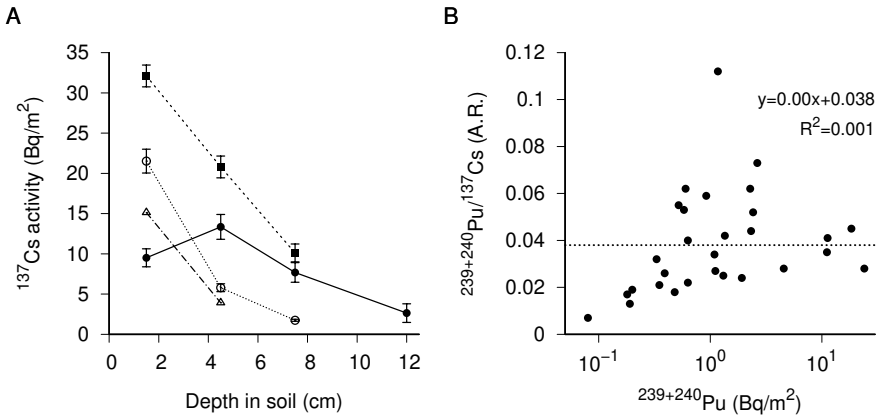 A
35
30
25
20
15
10
5
0
¹³⁷Cs activity (Bq/m²)
0 2 4 6 8 10 12
Depth in soil (cm)
B
0.12
0.1
0.08
0.06
0.04
0.02
0
²³⁹⁺²⁴⁰Pu/¹³⁷Cs (A.R.)
y=0.00x+0.038
R²=0.001
10⁻¹ 10⁰ 10¹
²³⁹⁺²⁴⁰Pu (Bq/m²)